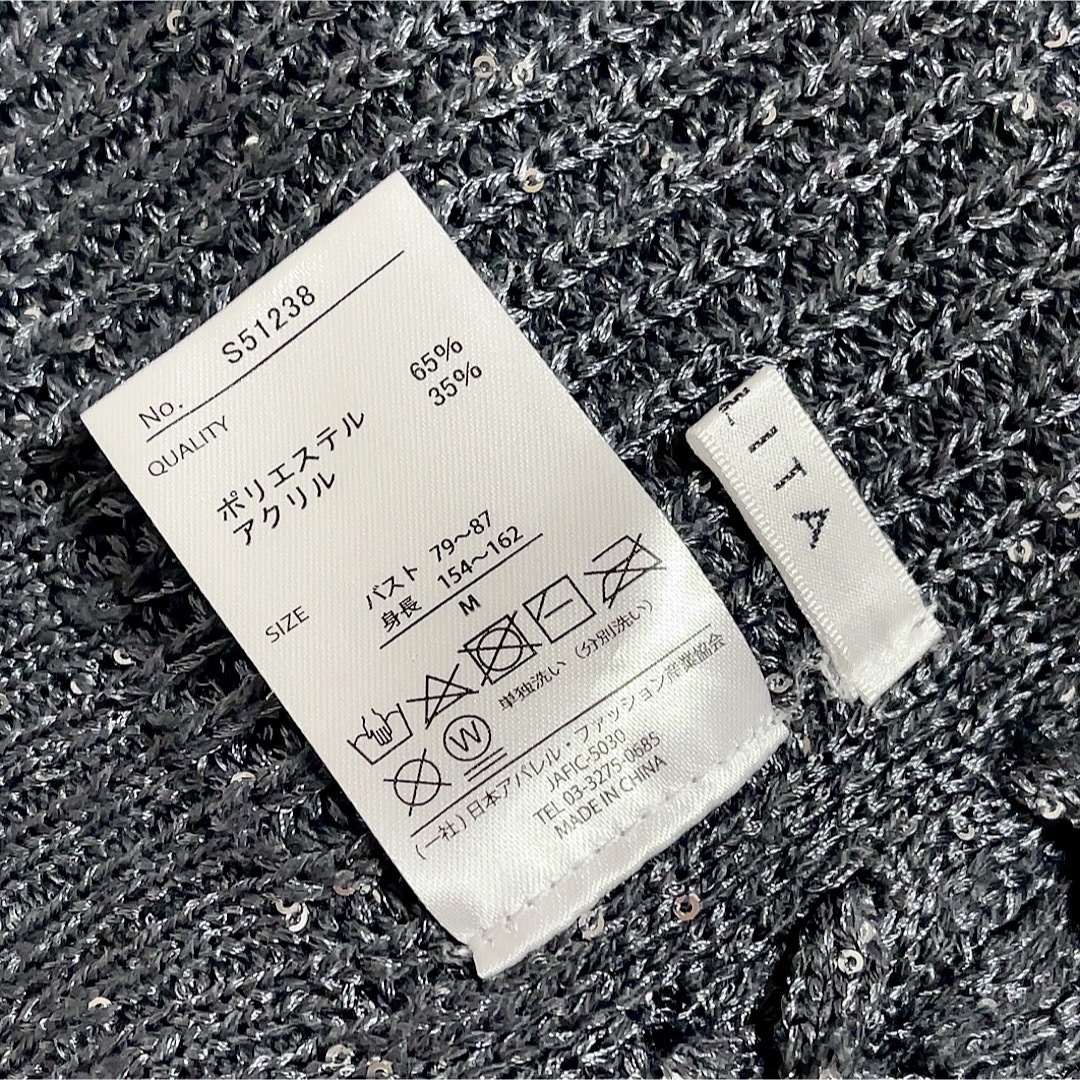 No. S51238
QUALITY
ポリエステル 65%
アクリル 35%
SIZE
バスト 79～87
身長 154～162
M
W
単独洗い（分別洗い）
(一社)日本アパレル・ファッション産業協会
JAFIC-5030
TEL 03-3275-0685
MADE IN CHINA
ITA